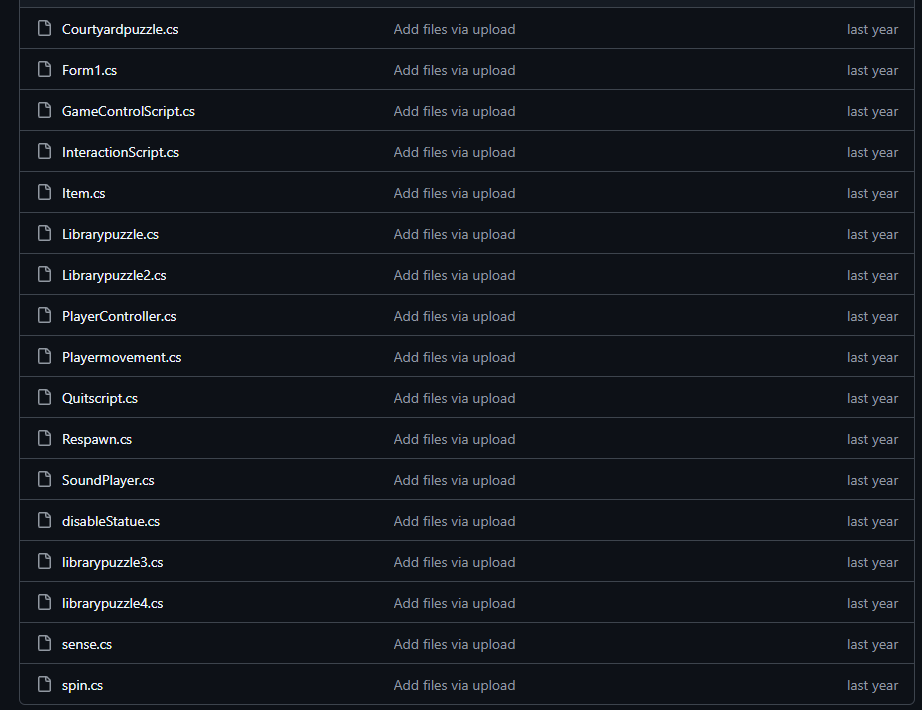 Courtyardpuzzle.cs Add files via upload last year
Form1.cs Add files via upload last year
GameControlScript.cs Add files via upload last year
InteractionScript.cs Add files via upload last year
Item.cs Add files via upload last year
Librarypuzzle.cs Add files via upload last year
Librarypuzzle2.cs Add files via upload last year
PlayerController.cs Add files via upload last year
Playermovement.cs Add files via upload last year
Quitscript.cs Add files via upload last year
Respawn.cs Add files via upload last year
SoundPlayer.cs Add files via upload last year
disableStatue.cs Add files via upload last year
librarypuzzle3.cs Add files via upload last year
librarypuzzle4.cs Add files via upload last year
sense.cs Add files via upload last year
spin.cs Add files via upload last year